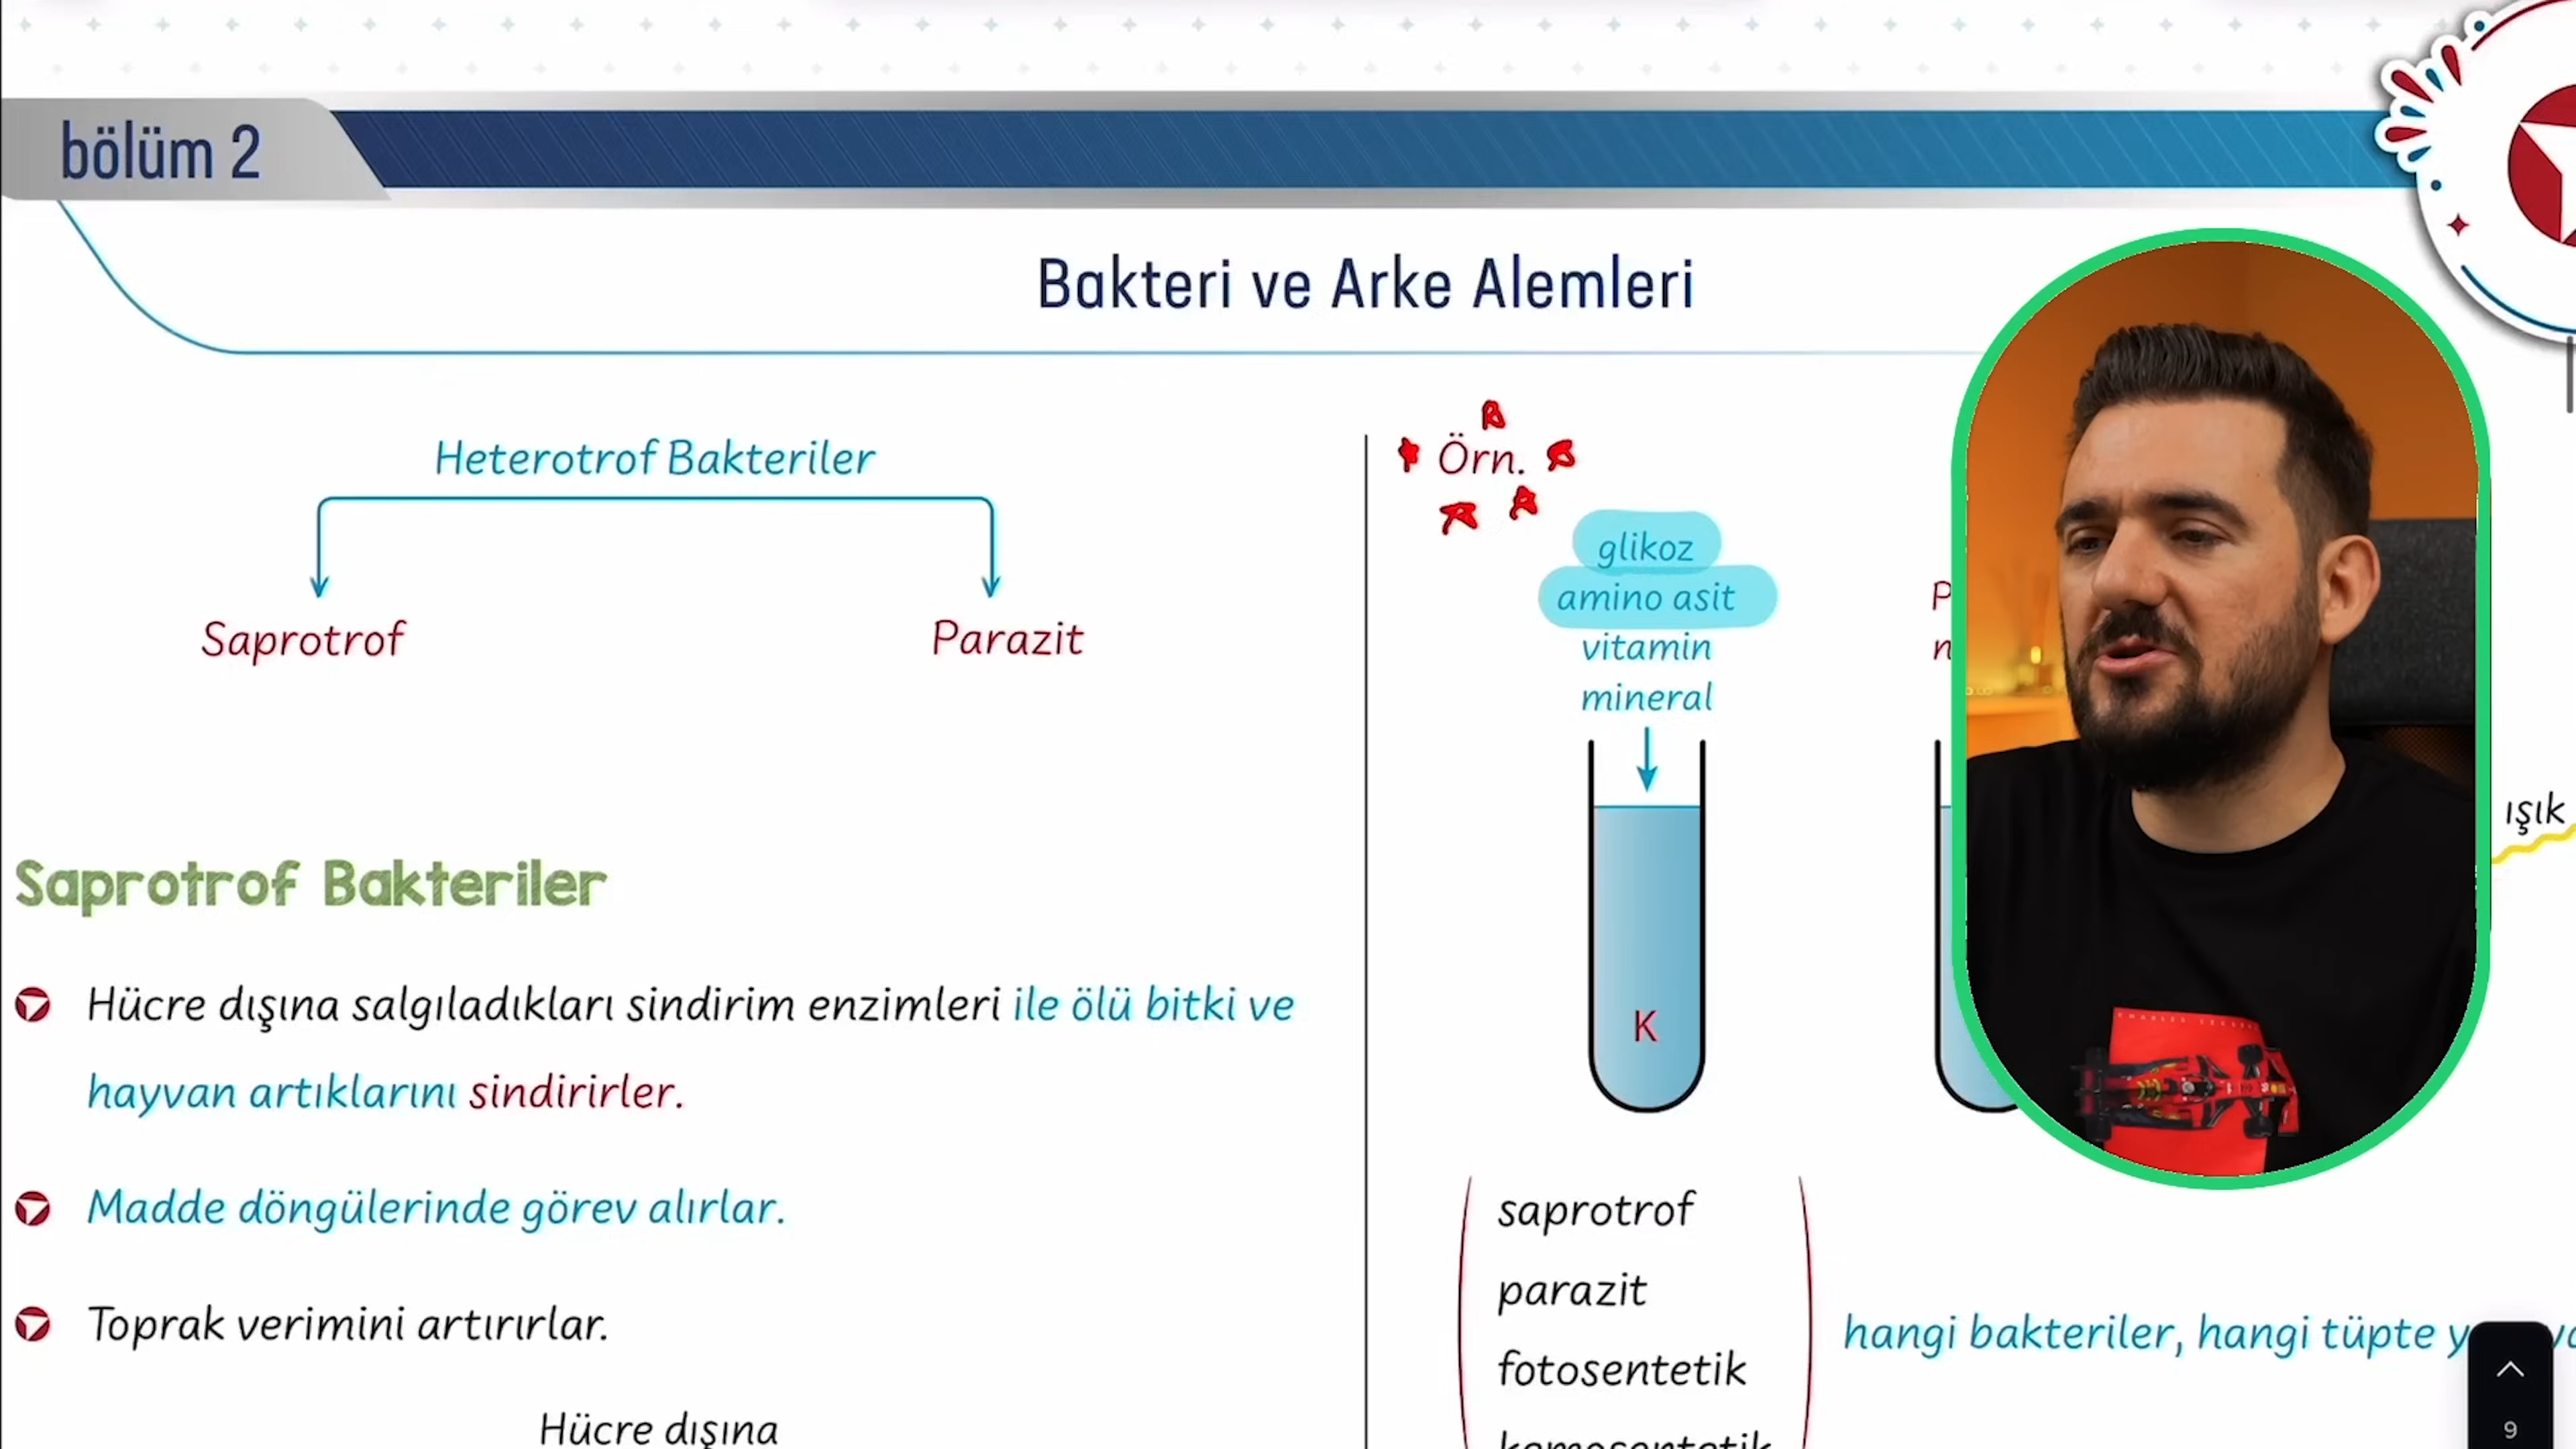 bölüm 2
Bakteri ve Arke Alemleri
Heterotrof Bakteriler
Saprotrof
Parazit
Saprotrof Bakteriler
Hücre dışına salgıladıkları sindirim enzimleri ile ölü bitki ve
hayvan artıklarını sindirirler.
Madde döngülerinde görev alırlar.
Toprak verimini artırırlar.
Hücre dışına
Örn.
glikoz
amino asit
vitamin
mineral
K
ışık
saprotrof
parazit
fotosentetik
kemosentetik
hangi bakteriler, hangi tüpte
9